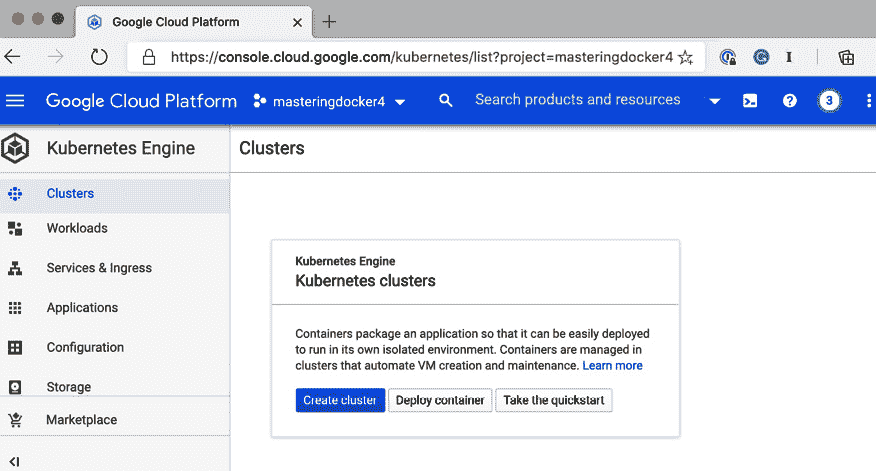 Google Cloud Platform
https://console.cloud.google.com/kubernetes/list?project=masteringdocker4
Google Cloud Platform masteringdocker4 Search products and resources 3
Kubernetes Engine
Clusters
Clusters
Workloads
Services & Ingress
Applications
Configuration
Storage
Marketplace
Kubernetes Engine
Kubernetes clusters
Containers package an application so that it can be easily deployed
to run in its own isolated environment. Containers are managed in
clusters that automate VM creation and maintenance. Learn more
Create cluster Deploy container Take the quickstart